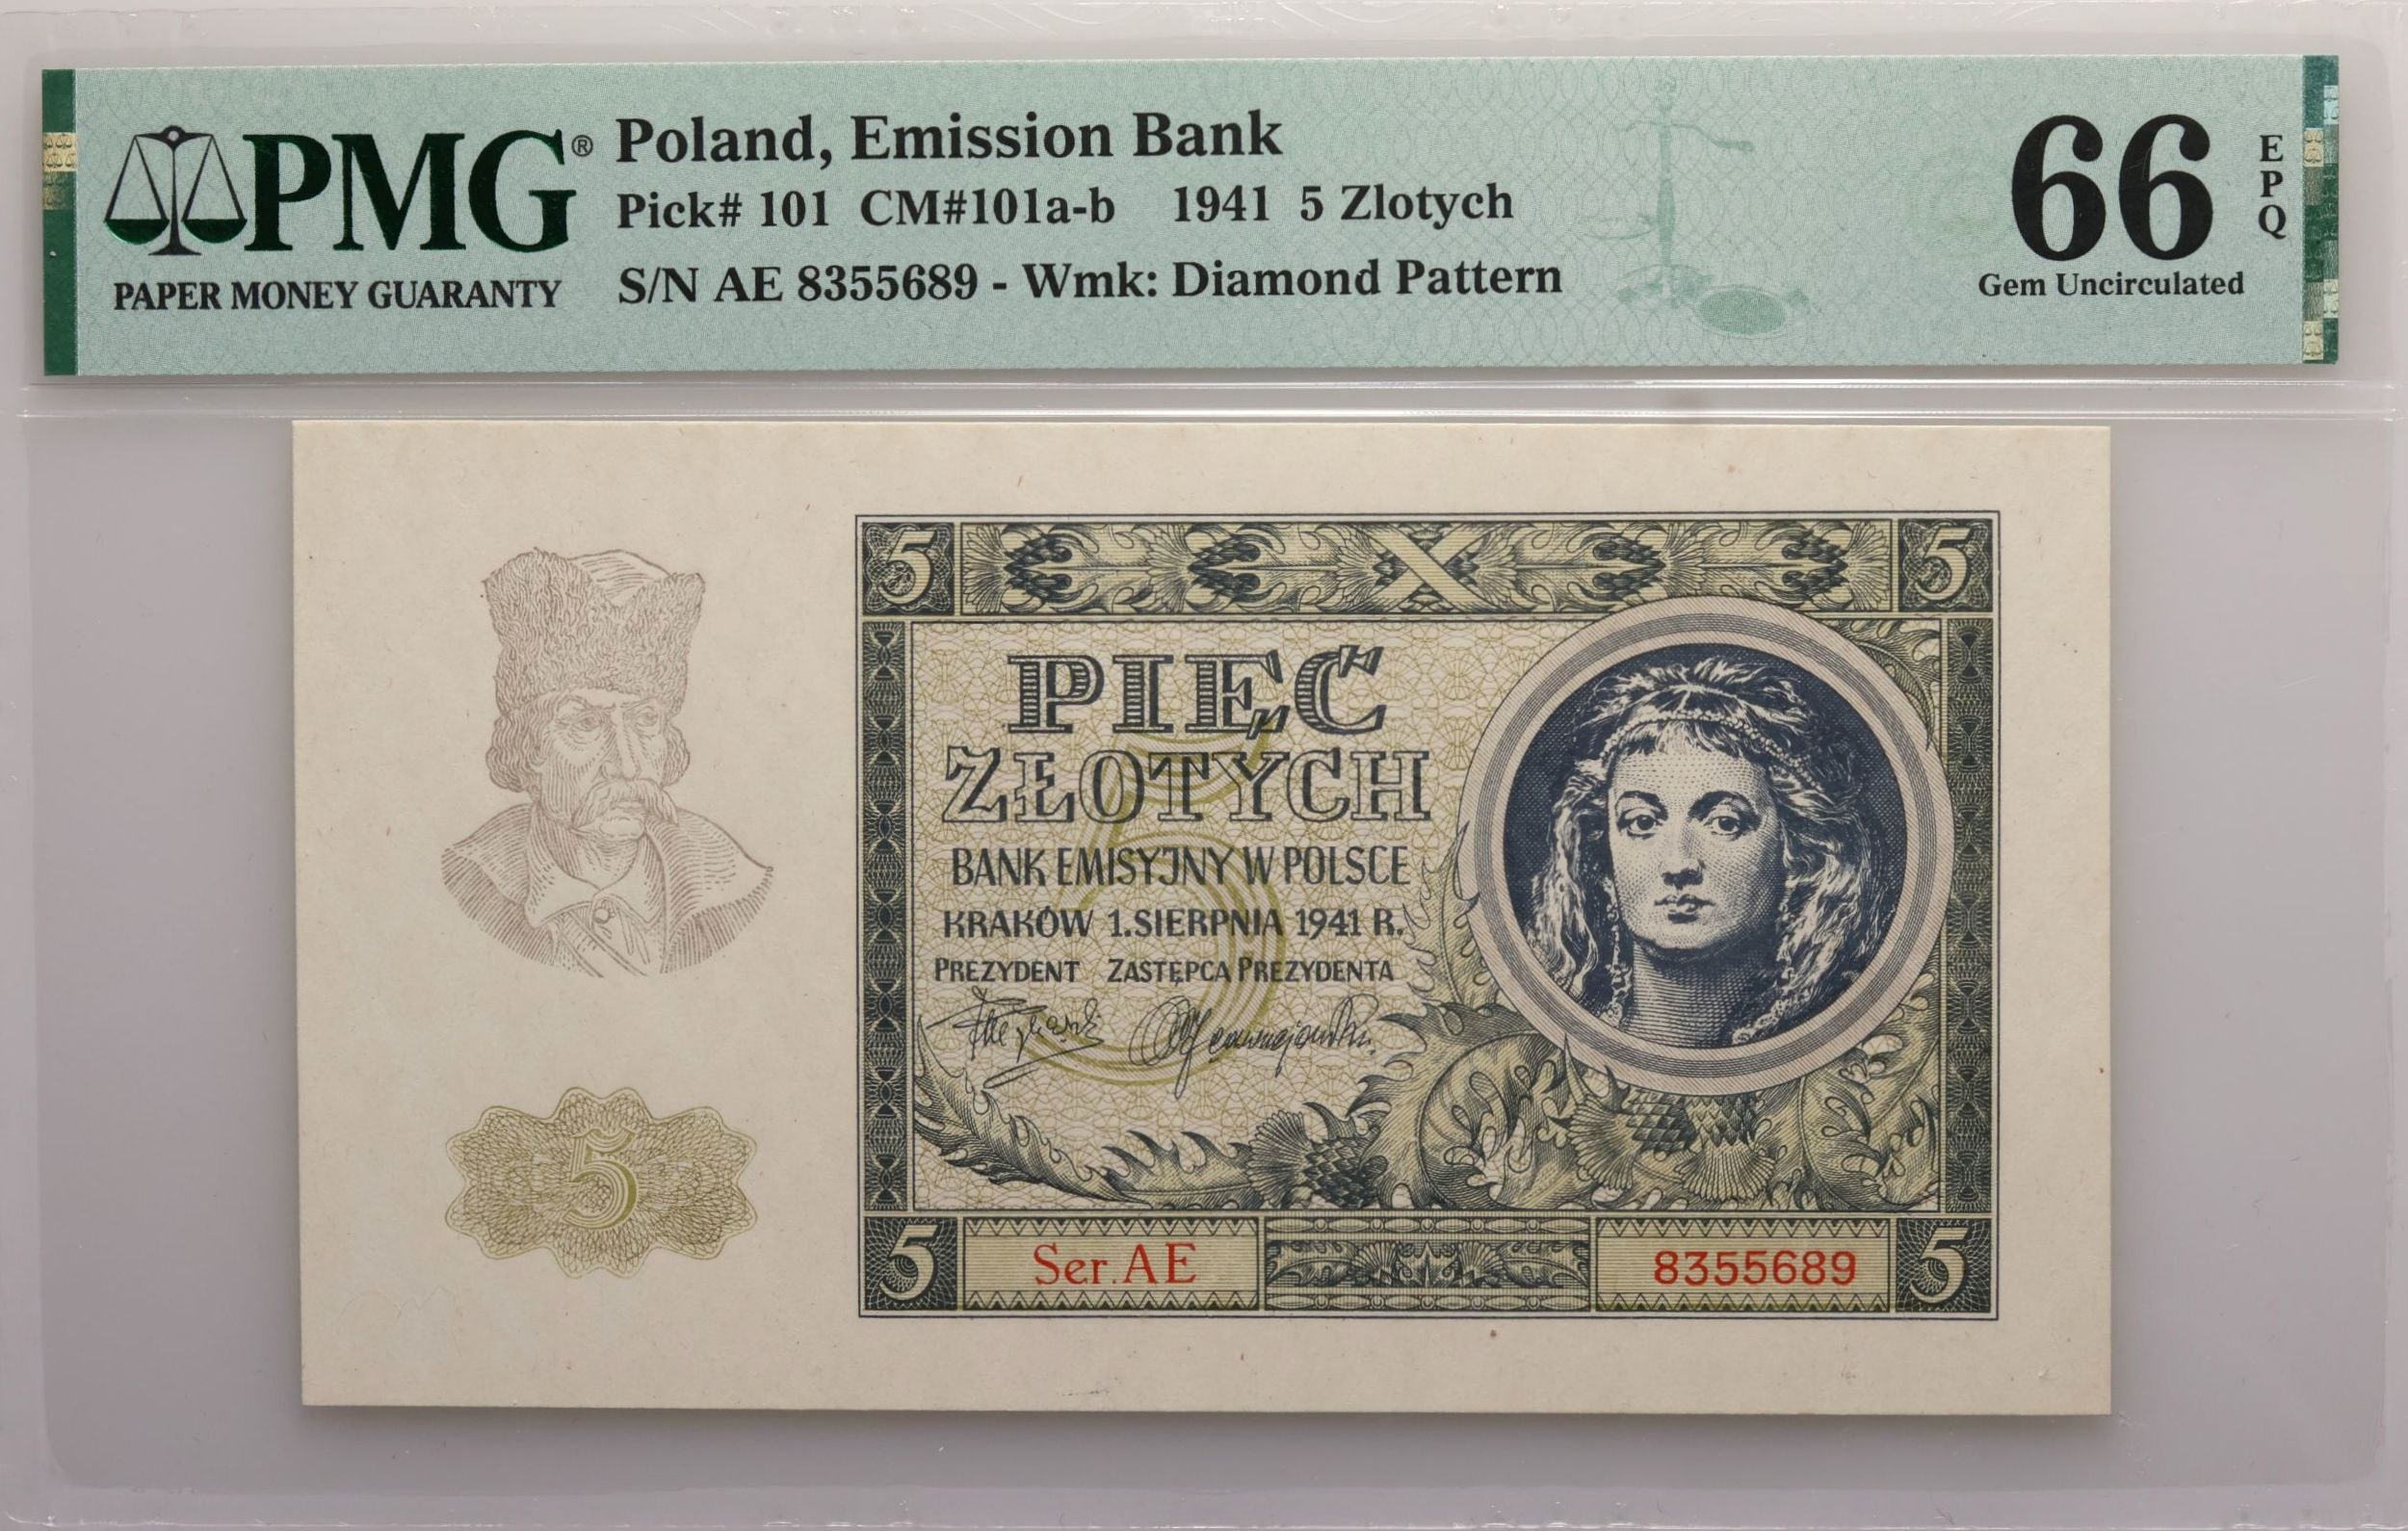 PMG®
PAPER MONEY GUARANTY
Poland, Emission Bank
Pick# 101 CM#101a-b 1941 5 Zlotych
S/N AE 8355689 - Wmk: Diamond Pattern
66
EPQ
Gem Uncirculated
5 X 5
PIĘĆ
ZŁOTYCH
BANK EMISYJNY W POLSCE
KRAKÓW 1.SIERPNIA 1941 R.
PREZYDENT ZASTĘPCA PREZYDENTA
5
5
5 Ser.AE 8355689 5